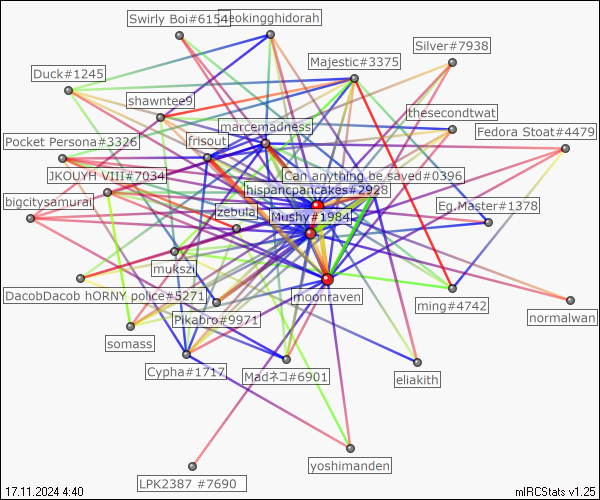 Swirly Boi#6154
eokingghidorah
Silver#7938
Majestic#3375
Duck#1245
shawntee9
thesecondtwat
marcemadness
Fedora Stoat#4479
Pocket Persona#3326
frisout
JKOUYH VIII#7034
Can anything be saved#0396
hispancpancakes#2928
bigcitysamurai
zebula
Mushy#1984
Eg.Master#1378
mukszi
DacobDacob hORNY police#5271
moonraven
ming#4742
Pikabro#9971
normalwan
somass
Cypha#1717
Madネコ#6901
eliakith
yoshimanden
LPK2387 #7690
17.11.2024 4:40
mIRCStats v1.25